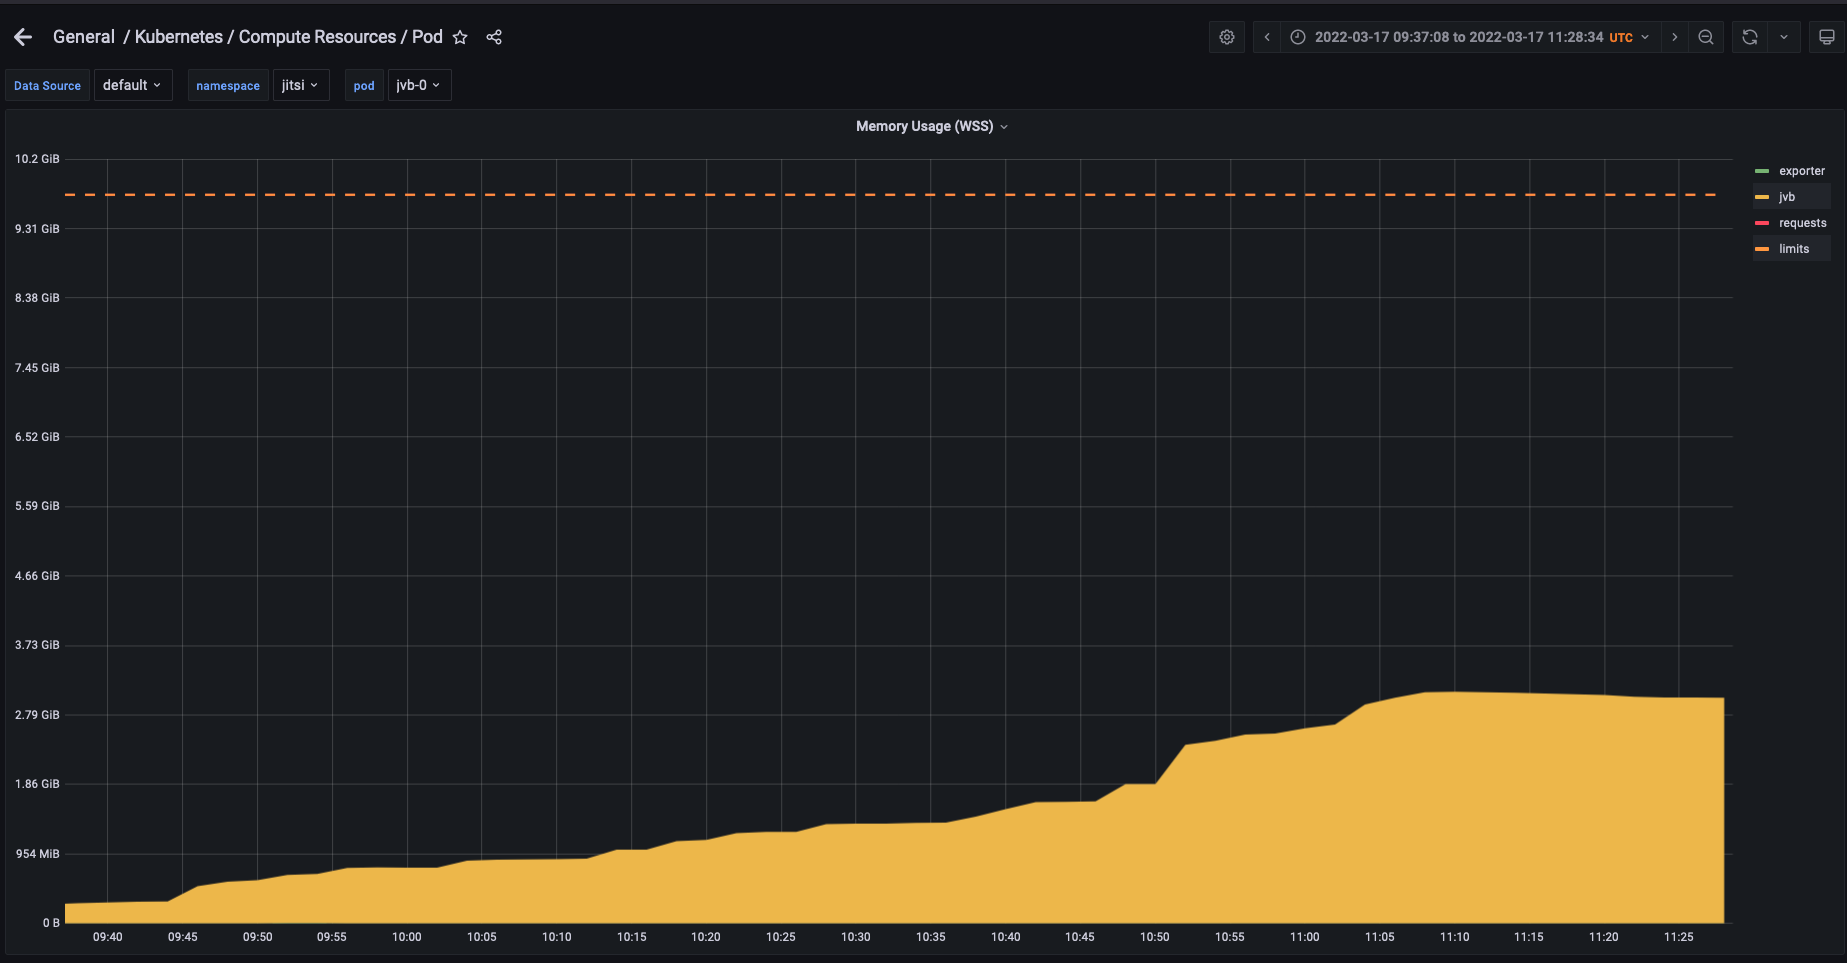 General / Kubernetes / Compute Resources / Pod
2022-03-17 09:37:08 to 2022-03-17 11:28:34 UTC
Data Source default namespace jitsi pod jvb-0
Memory Usage (WSS)
10.2 GiB
9.31 GiB
8.38 GiB
7.45 GiB
6.52 GiB
5.59 GiB
4.66 GiB
3.73 GiB
2.79 GiB
1.86 GiB
954 MiB
0 B
09:40 09:45 09:50 09:55 10:00 10:05 10:10 10:15 10:20 10:25 10:30 10:35 10:40 10:45 10:50 10:55 11:00 11:05 11:10 11:15 11:20 11:25
exporter
jvb
requests
limits